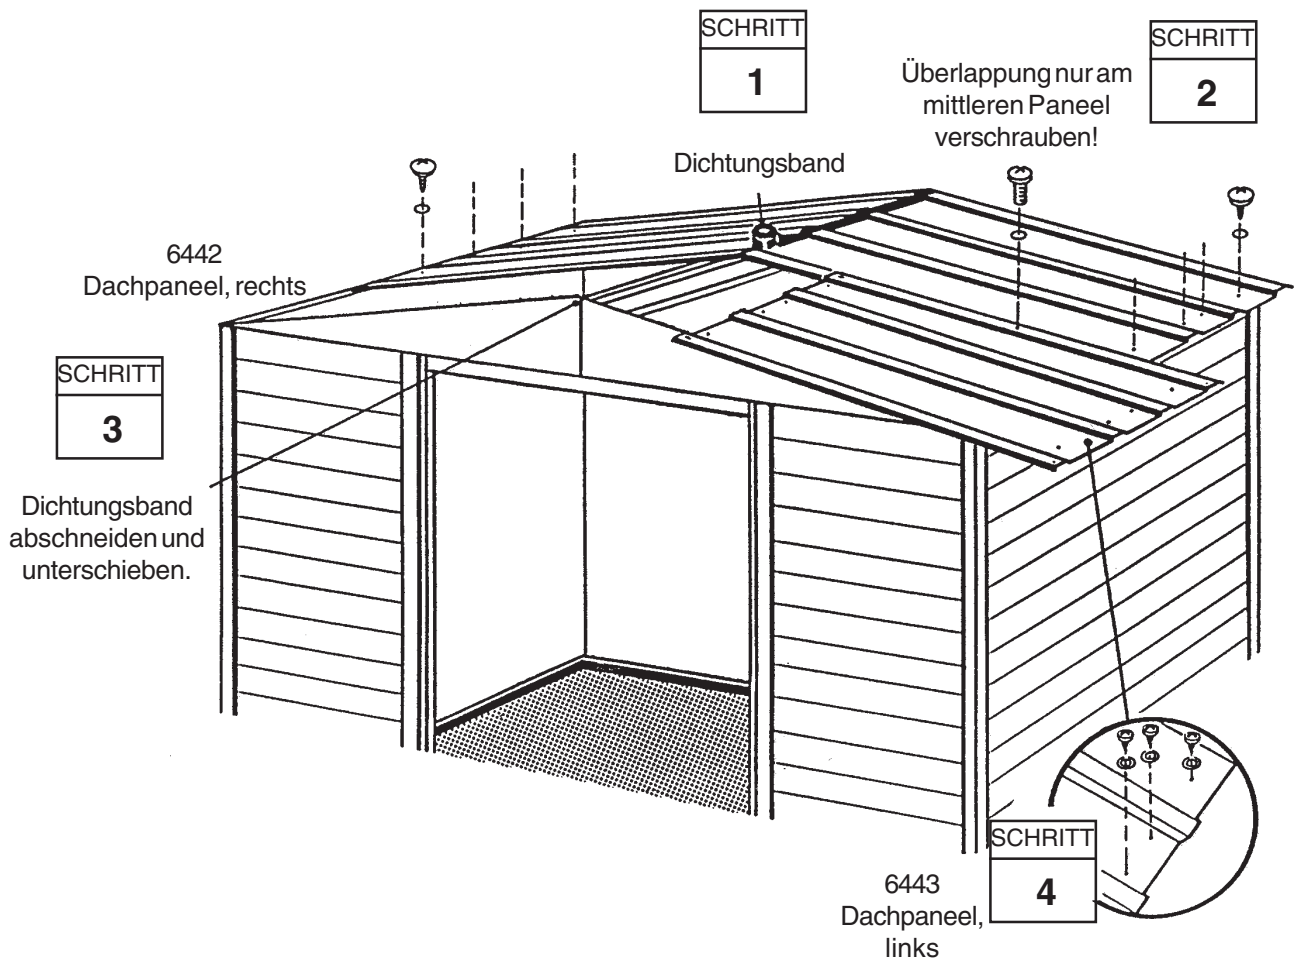 SCHRITT
1
SCHRITT
2
Überlappung nur am
mittleren Paneel
verschrauben!
Dichtungsband
6442
Dachpaneel, rechts
SCHRITT
3
Dichtungsband
abschneiden und
unterschieben.
SCHRITT
4
6443
Dachpaneel,
links